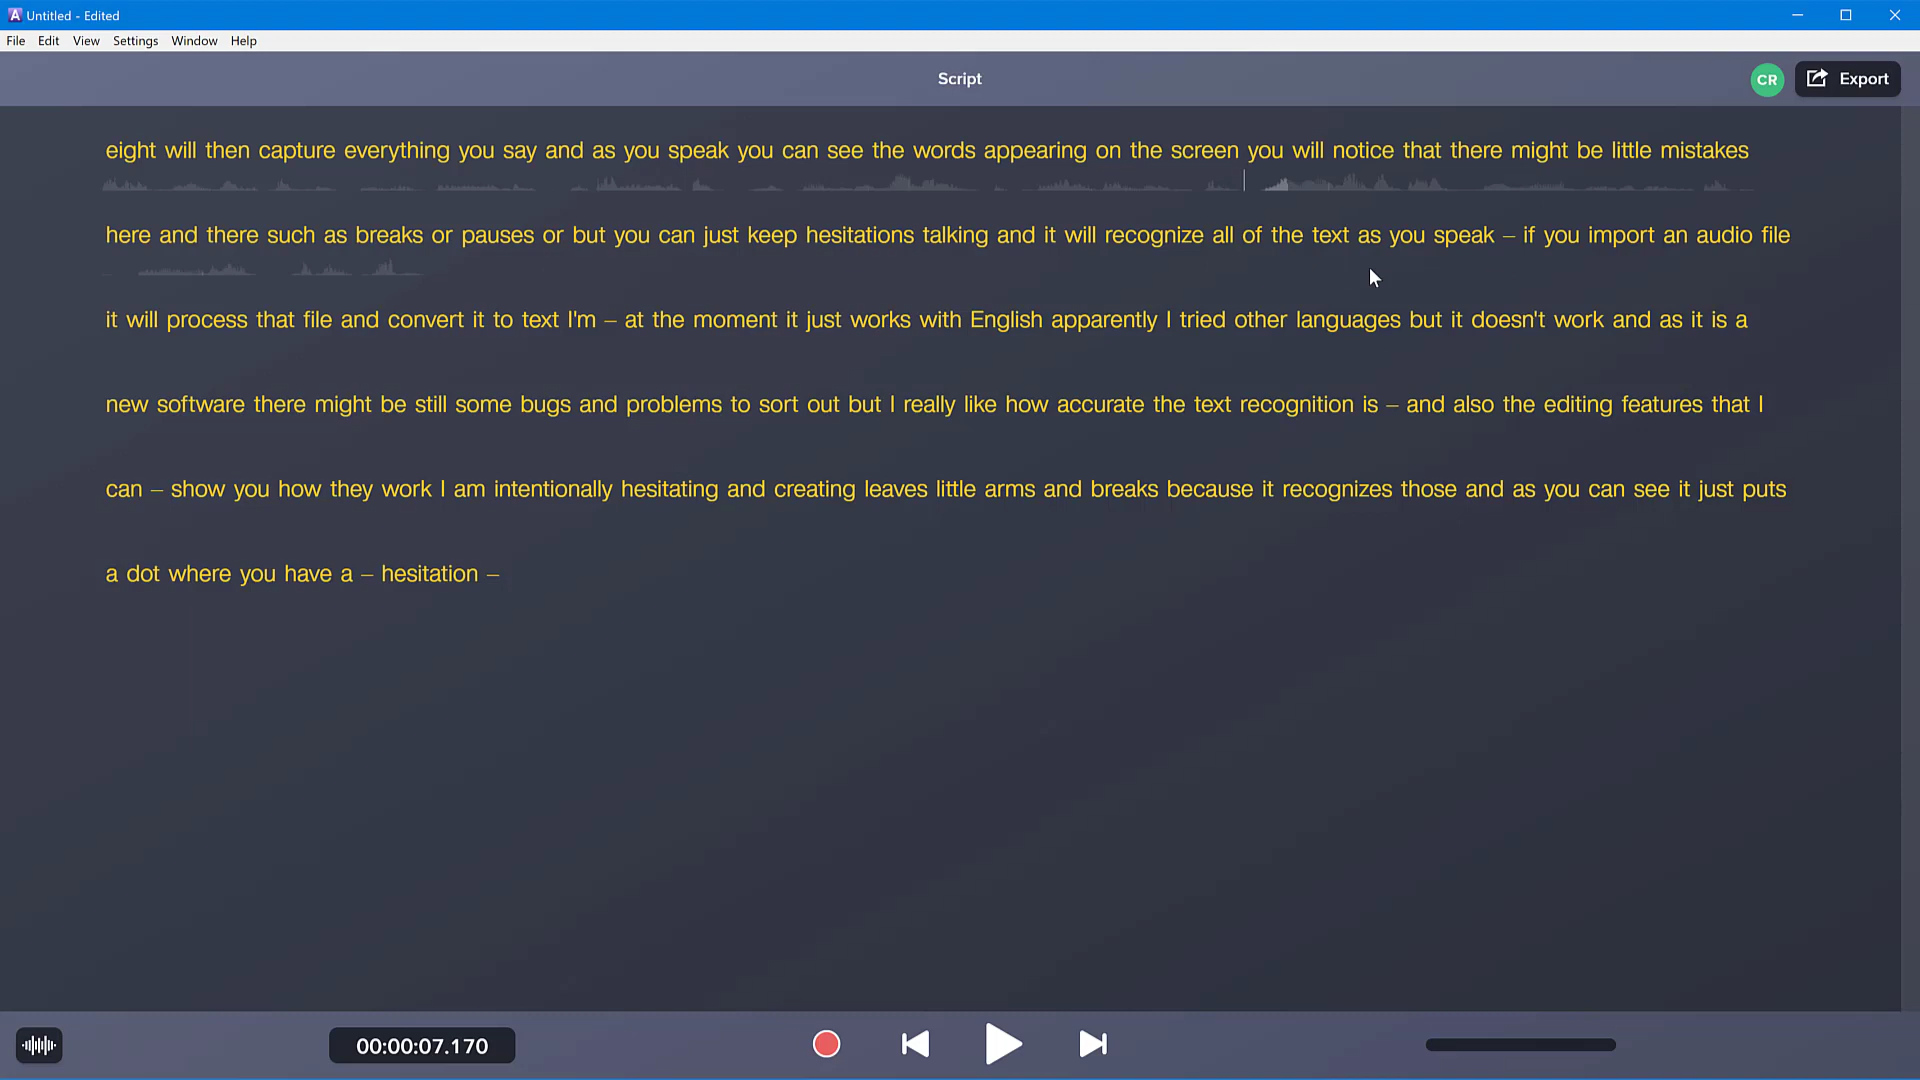 A Untitled - Edited
File Edit View Settings Window Help
Script
CR Export
eight will then capture everything you say and as you speak you can see the words appearing on the screen you will notice that there might be little mistakes
here and there such as breaks or pauses or but you can just keep hesitations talking and it will recognize all of the text as you speak – if you import an audio file
it will process that file and convert it to text I'm – at the moment it just works with English apparently I tried other languages but it doesn't work and as it is a
new software there might be still some bugs and problems to sort out but I really like how accurate the text recognition is – and also the editing features that I
can – show you how they work I am intentionally hesitating and creating leaves little arms and breaks because it recognizes those and as you can see it just puts
a dot where you have a – hesitation –
00:00:07.170